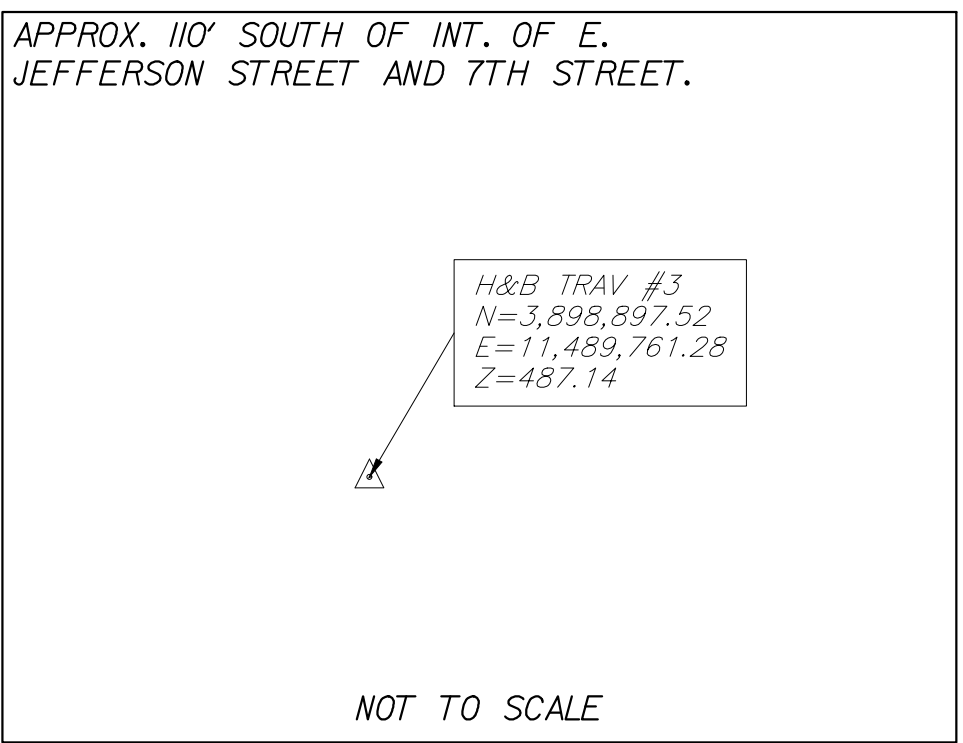 APPROX. 110' SOUTH OF INT. OF E.
JEFFERSON STREET AND 7TH STREET.
H&B TRAV #3
N=3,898,897.52
E=11,489,761.28
Z=487.14
NOT TO SCALE